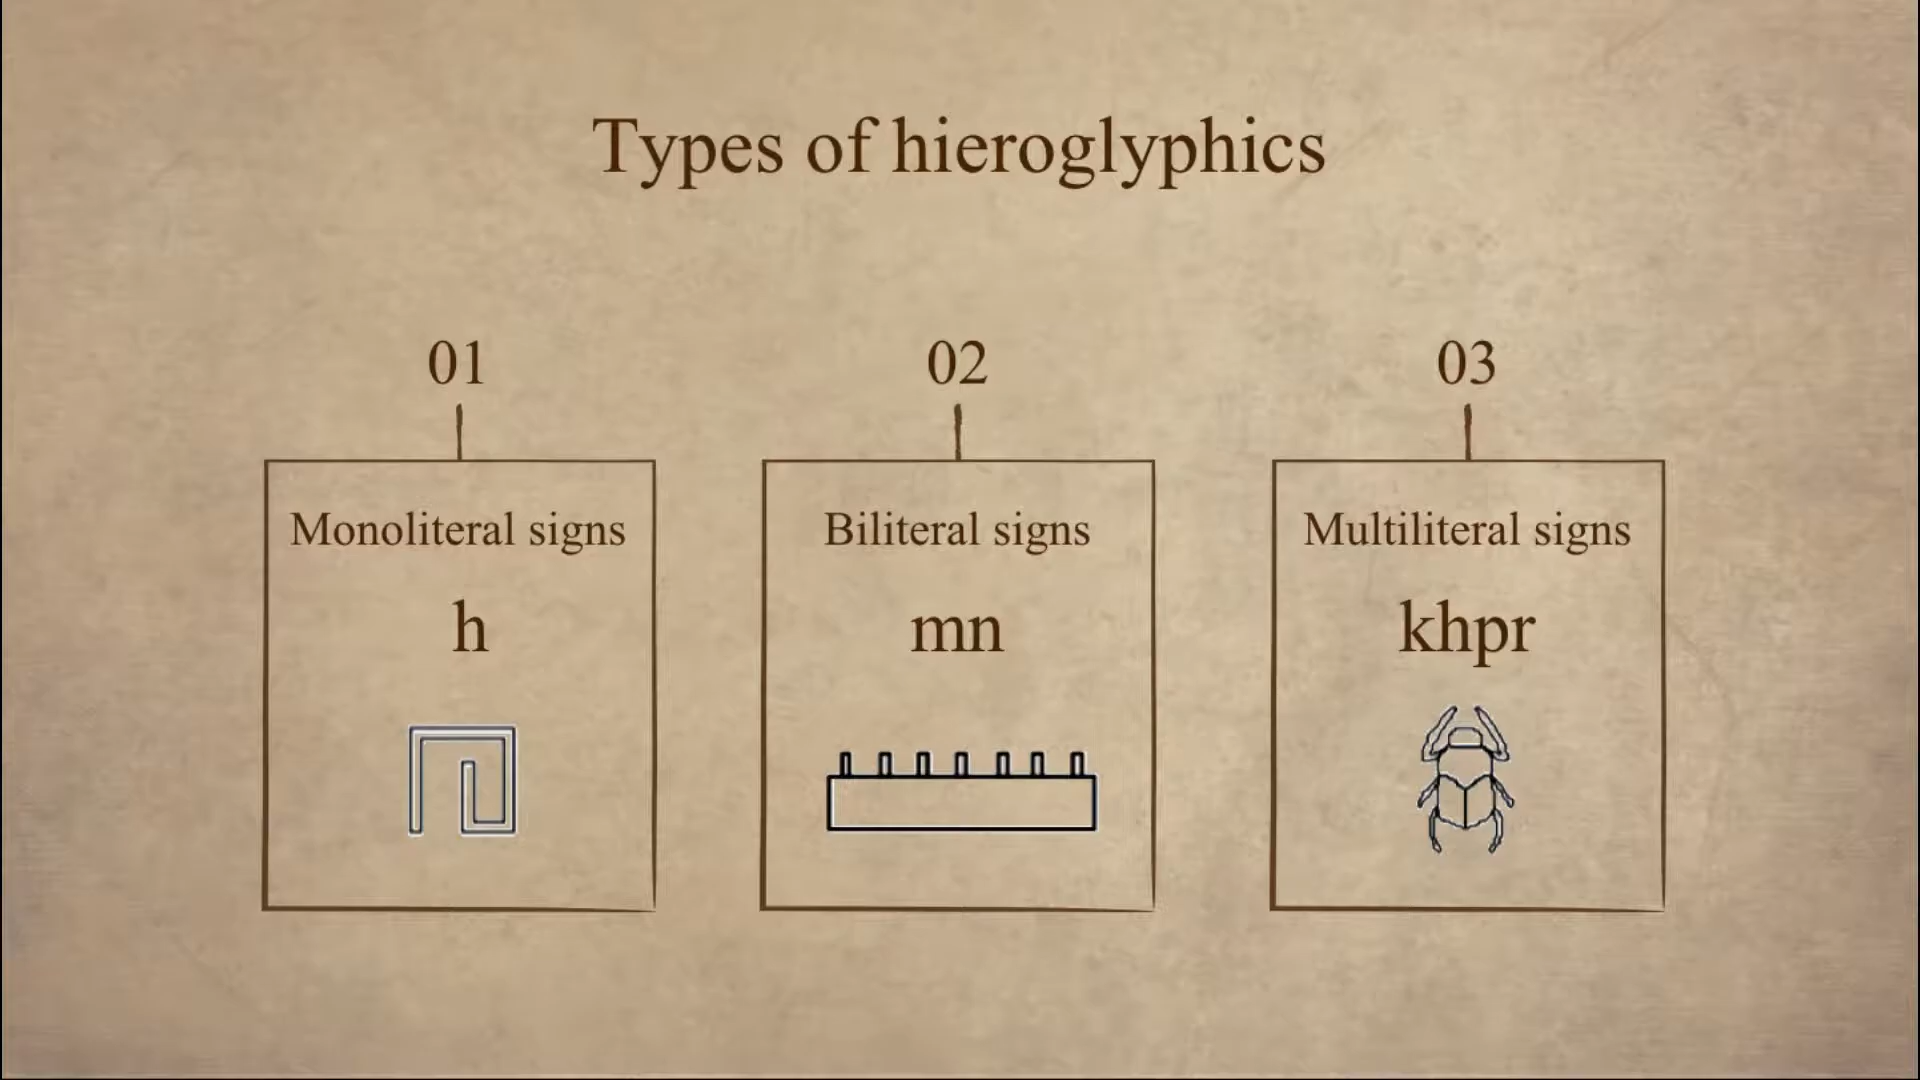 Types of hieroglyphics
01
02
03
Monoliteral signs
h
Biliteral signs
mn
Multiliteral signs
khpr